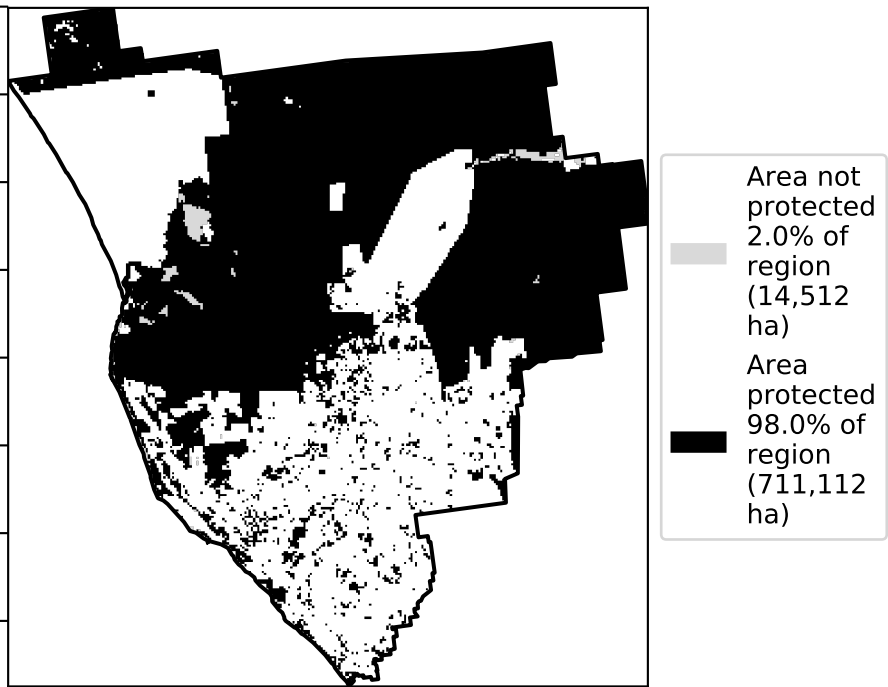 Area not
protected
2.0% of
region
(14,512
ha)
Area
protected
98.0% of
region
(711,112
ha)